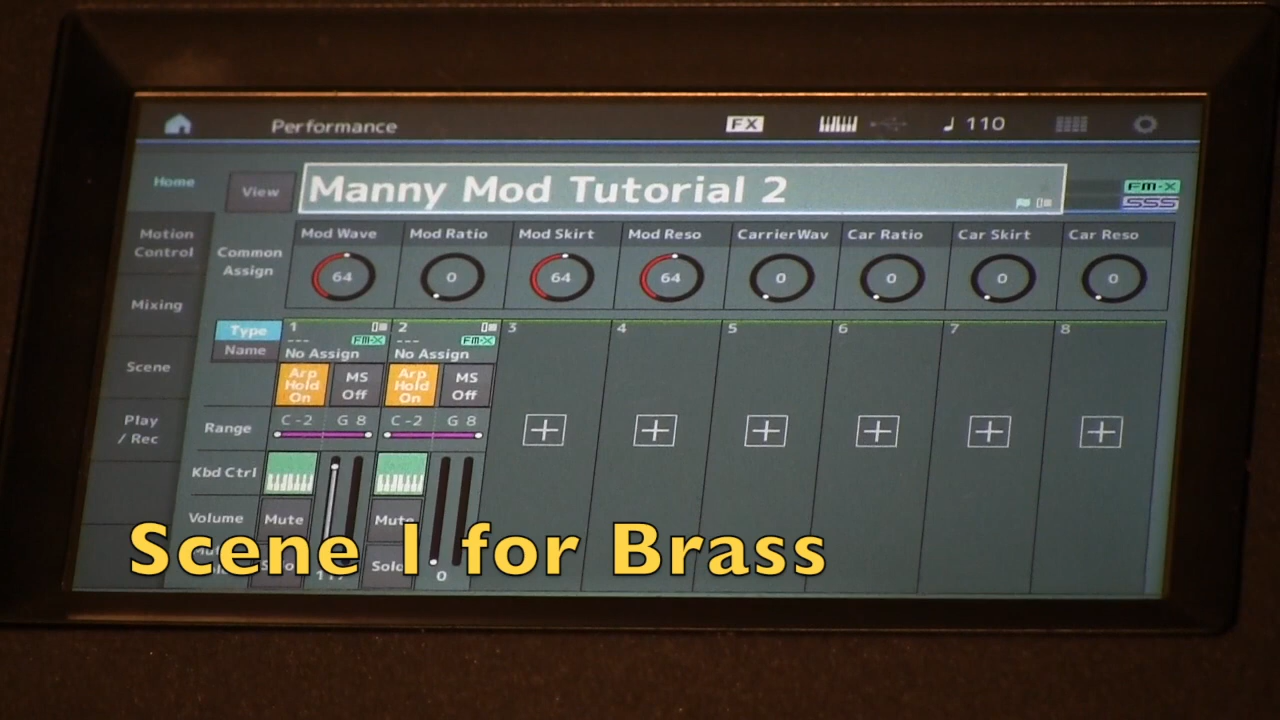 Performance FX ♩ 110
Home
View
Manny Mod Tutorial 2
FM-X
SSS
Motion
Control
Mixing
Scene
Play
/ Rec
Common
Assign
Mod Wave Mod Ratio Mod Skirt Mod Reso CarrierWav Car Ratio Car Skirt Car Reso
64 0 64 64 0 0 0 0
Type
Name
1 2 3 4 5 6 7 8
--- FM-X --- FM-X
No Assign No Assign
Arp
Hold
On
MS
Off
Arp
Hold
On
MS
Off
Range
C -2 G 8 C -2 G 8
Kbd Ctrl
Volume Mute Mute
Solo
0
Scene 1 for Brass